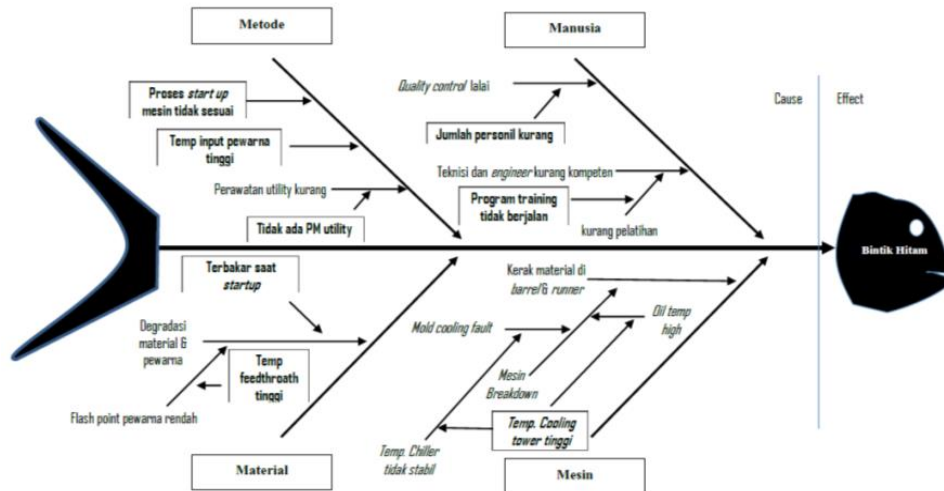 Metode
Manusia
Proses start up
mesin tidak sesuai
Temp input pewarna
tinggi
Perawatan utility kurang
Tidak ada PM utility
Quality control lalai
Jumlah personil kurang
Teknisi dan engineer kurang kompeten
Program training
tidak berjalan
kurang pelatihan
Cause
Effect
Bintik Hitam
Terbakar saat
startup
Degradasi
material &
pewarna
Temp
feedthroath
tinggi
Flash point pewarna rendah
Material
Kerak material di
barrel& runner
Mold cooling fault
Oil temp
high
Mesin
Breakdown
Temp. Cooling
tower tinggi
Temp. Chiller
tidak stabil
Mesin